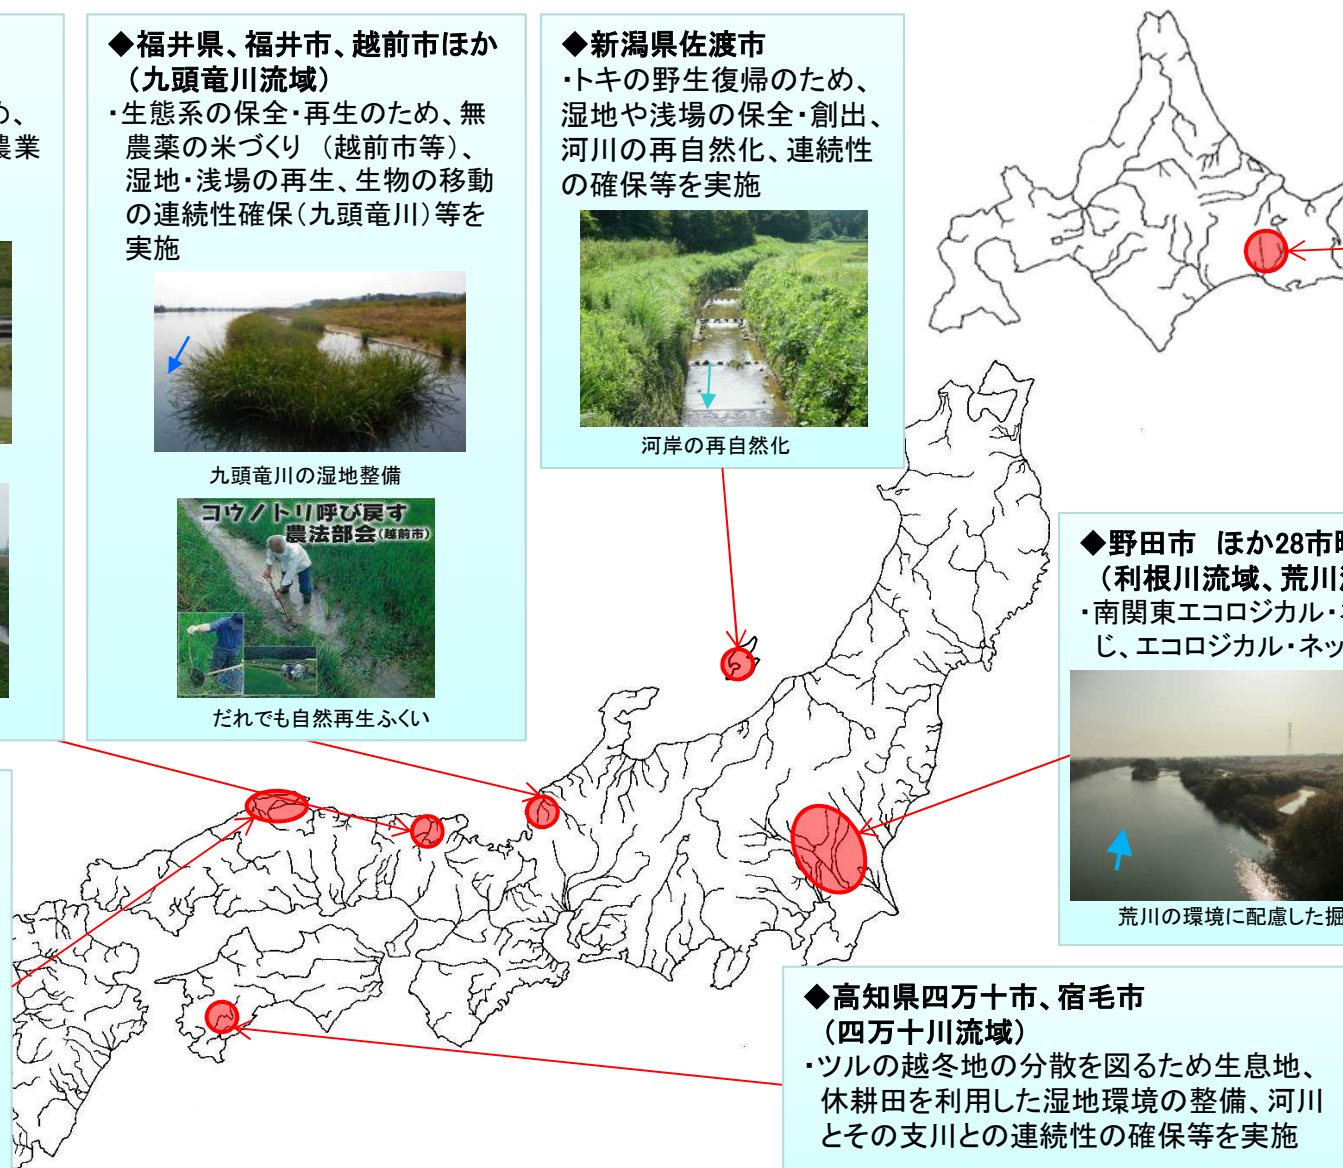 め、
農業
◆福井県、福井市、越前市ほか
（九頭竜川流域）
・生態系の保全・再生のため、無
農薬の米づくり （越前市等）、
湿地・浅場の再生、生物の移動
の連続性確保（九頭竜川）等を
実施
九頭竜川の湿地整備
コウノトリ呼び戻す
農法部会(越前市)
だれでも自然再生ふくい
◆新潟県佐渡市
・トキの野生復帰のため、
湿地や浅場の保全・創出、
河川の再自然化、連続性
の確保等を実施
河岸の再自然化
◆野田市 ほか28市町
（利根川流域、荒川流
・南関東エコロジカル・ネ
じ、エコロジカル・ネッ
荒川の環境に配慮した掘
◆高知県四万十市、宿毛市
（四万十川流域）
・ツルの越冬地の分散を図るため生息地、
休耕田を利用した湿地環境の整備、河川
とその支川との連続性の確保等を実施